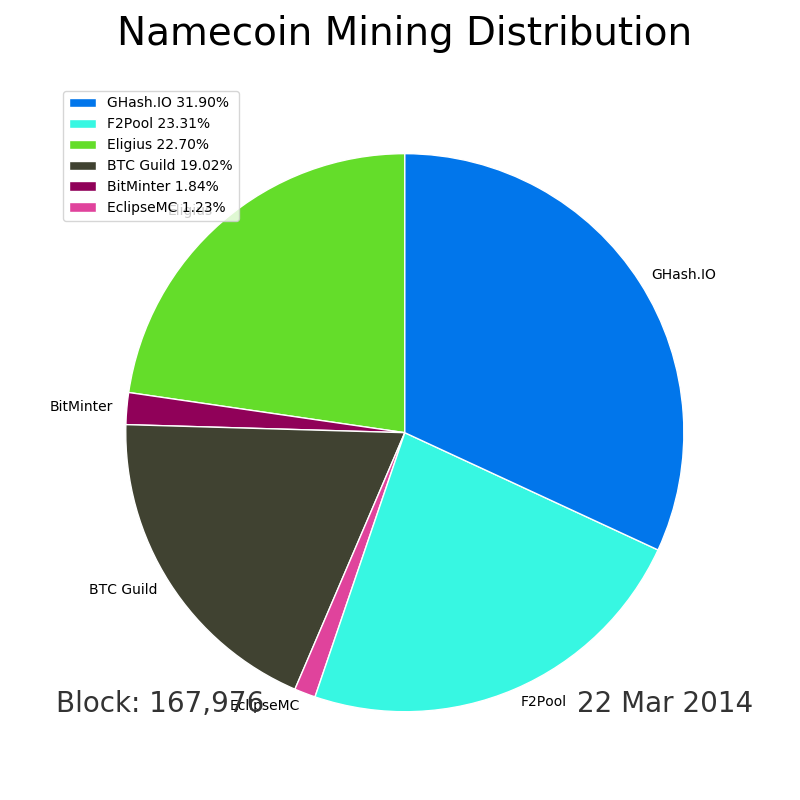 Namecoin Mining Distribution
GHash.IO 31.90%
F2Pool 23.31%
Eligius 22.70%
BTC Guild 19.02%
BitMinter 1.84%
EclipseMC 1.23%
Eligius
GHash.IO
BitMinter
BTC Guild
EclipseMC
F2Pool
Block: 167,976
22 Mar 2014